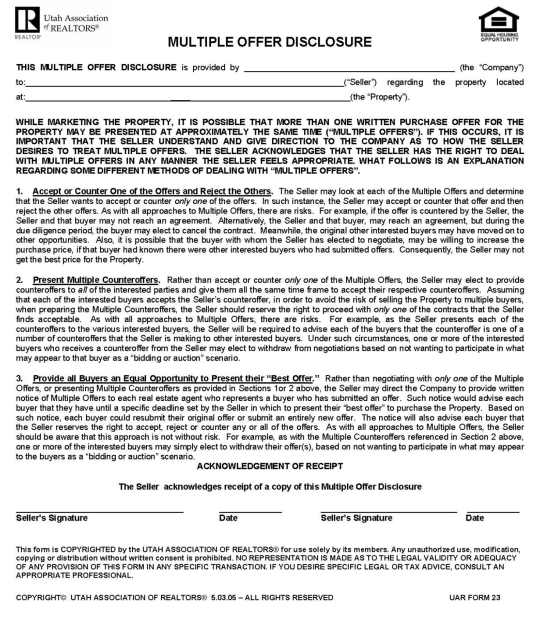 Utah Association
of REALTORS®
REALTOR®
EQUAL HOUSING
OPPORTUNITY
MULTIPLE OFFER DISCLOSURE
THIS MULTIPLE OFFER DISCLOSURE is provided by ______ (the "Company")
to:______("Seller") regarding the property located
at:______(the "Property").
WHILE MARKETING THE PROPERTY, IT IS POSSIBLE THAT MORE THAN ONE WRITTEN PURCHASE OFFER FOR THE
PROPERTY MAY BE PRESENTED AT APPROXIMATELY THE SAME TIME ("MULTIPLE OFFERS"). IF THIS OCCURS, IT IS
IMPORTANT THAT THE SELLER UNDERSTAND AND GIVE DIRECTION TO THE COMPANY AS TO HOW THE SELLER
DESIRES TO TREAT MULTIPLE OFFERS. THE SELLER ACKNOWLEDGES THAT THE SELLER HAS THE RIGHT TO DEAL
WITH MULTIPLE OFFERS IN ANY MANNER THE SELLER FEELS APPROPRIATE. WHAT FOLLOWS IS AN EXPLANATION
REGARDING SOME DIFFERENT METHODS OF DEALING WITH "MULTIPLE OFFERS".
1. Accept or Counter One of the Offers and Reject the Others. The Seller may look at each of the Multiple Offers and determine
that the Seller wants to accept or counter only one of the offers. In such instance, the Seller may accept or counter that offer and then
reject the other offers. As with all approaches to Multiple Offers, there are risks. For example, if the offer is countered by the Seller, the
Seller and that buyer may not reach an agreement. Alternatively, the Seller and that buyer, may reach an agreement, but during the
due diligence period, the buyer may elect to cancel the contract. Meanwhile, the original other interested buyers may have moved on to
other opportunities. Also, it is possible that the buyer with whom the Seller has elected to negotiate, may be willing to increase the
purchase price, if that buyer had known there were other interested buyers who had submitted offers. Consequently, the Seller may not
get the best price for the Property.
2. Present Multiple Counteroffers. Rather than accept or counter only one of the Multiple Offers, the Seller may elect to provide
counteroffers to all of the interested parties and give them all the same time frame to accept their respective counteroffers. Assuming
that each of the interested buyers accepts the Seller's counteroffer, in order to avoid the risk of selling the Property to multiple buyers,
when preparing the Multiple Counteroffers, the Seller should reserve the right to proceed with only one of the contracts that the Seller
finds acceptable. As with all approaches to Multiple Offers, there are risks. For example, as the Seller presents each of the
counteroffers to the various interested buyers, the Seller will be required to advise each of the buyers that the counteroffer is one of a
number of counteroffers that the Seller is making to other interested buyers. Under such circumstances, one or more of the interested
buyers who receives a counteroffer from the Seller may elect to withdraw from negotiations based on not wanting to participate in what
may appear to that buyer as a "bidding or auction" scenario.
3. Provide all Buyers an Equal Opportunity to Present their "Best Offer." Rather than negotiating with only one of the Multiple
Offers, or presenting Multiple Counteroffers as provided in Sections 1or 2 above, the Seller may direct the Company to provide written
notice of Multiple Offers to each real estate agent who represents a buyer who has submitted an offer. Such notice would advise each
buyer that they have until a specific deadline set by the Seller in which to present their "best offer" to purchase the Property. Based on
such notice, each buyer could resubmit their original offer or submit an entirely new offer. The notice will also advise each buyer that
the Seller reserves the right to accept, reject or counter any or all of the offers. As with all approaches to Multiple Offers, the Seller
should be aware that this approach is not without risk. For example, as with the Multiple Counteroffers referenced in Section 2 above,
one or more of the interested buyers may simply elect to withdraw their offer(s), based on not wanting to participate in what may appear
to the buyers as a "bidding or auction" scenario.
ACKNOWLEDGEMENT OF RECEIPT
The Seller acknowledges receipt of a copy of this Multiple Offer Disclosure
Seller's Signature Date Seller's Signature Date
This form is COPYRIGHTED by the UTAH ASSOCIATION OF REALTORS® for use solely by its members. Any unauthorized use, modification,
copying or distribution without written consent is prohibited. NO REPRESENTATION IS MADE AS TO THE LEGAL VALIDITY OR ADEQUACY
OF ANY PROVISION OF THIS FORM IN ANY SPECIFIC TRANSACTION. IF YOU DESIRE SPECIFIC LEGAL OR TAX ADVICE, CONSULT AN
APPROPRIATE PROFESSIONAL.
COPYRIGHT© UTAH ASSOCIATION OF REALTORS® 5.03.05 – ALL RIGHTS RESERVED UAR FORM 23